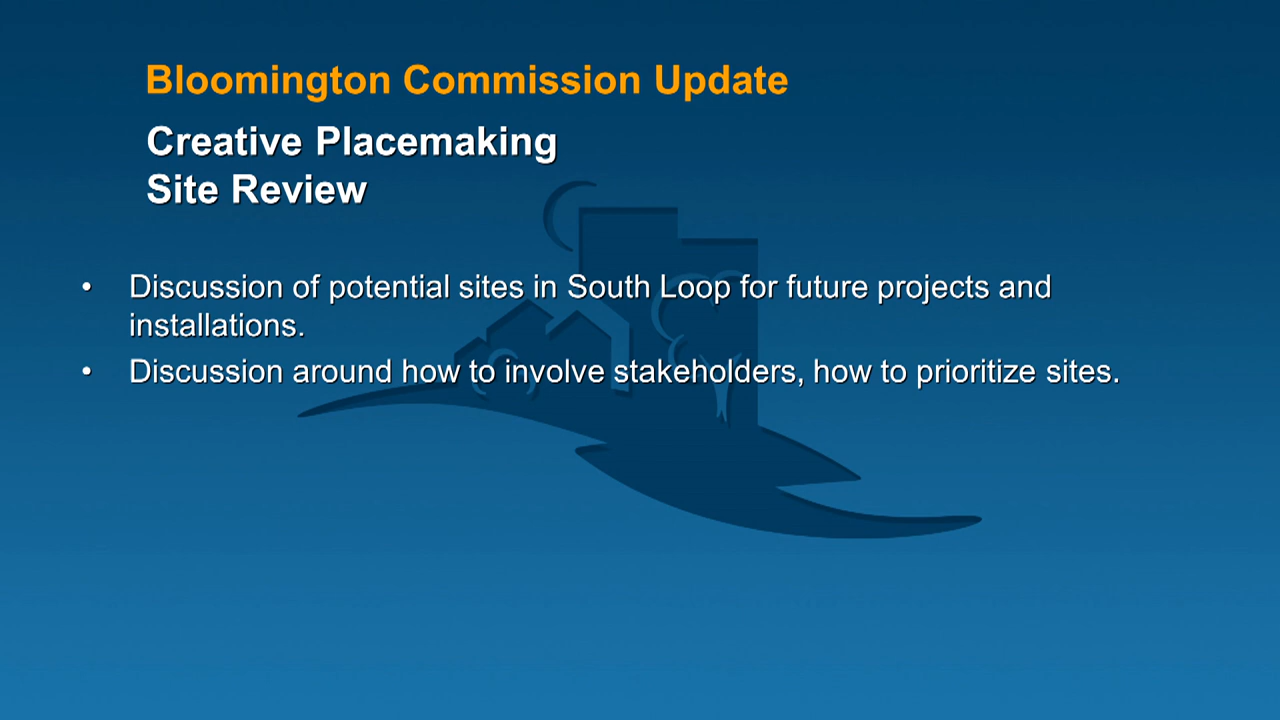 Bloomington Commission Update
Creative Placemaking
Site Review
• Discussion of potential sites in South Loop for future projects and
installations.
• Discussion around how to involve stakeholders, how to prioritize sites.